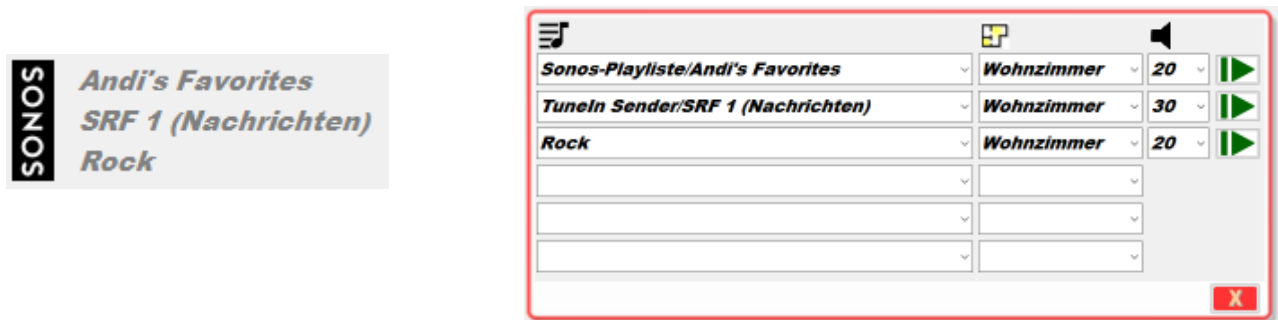 SONOS
Andi's Favorites
SRF 1 (Nachrichten)
Rock
Sonos-Playliste/Andi's Favorites Wohnzimmer 20
TuneIn Sender/SRF 1 (Nachrichten) Wohnzimmer 30
Rock Wohnzimmer 20
X